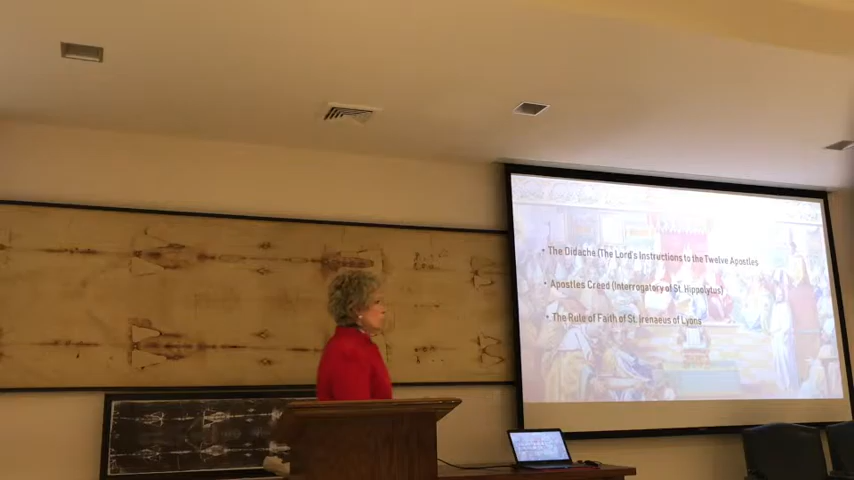 • The Didache (The Lord's Instructions to the Twelve Apostles
• Apostles Creed (Interrogatory of St. Hippolytus)
• The Rule of Faith of St. Irenaeus of Lyons